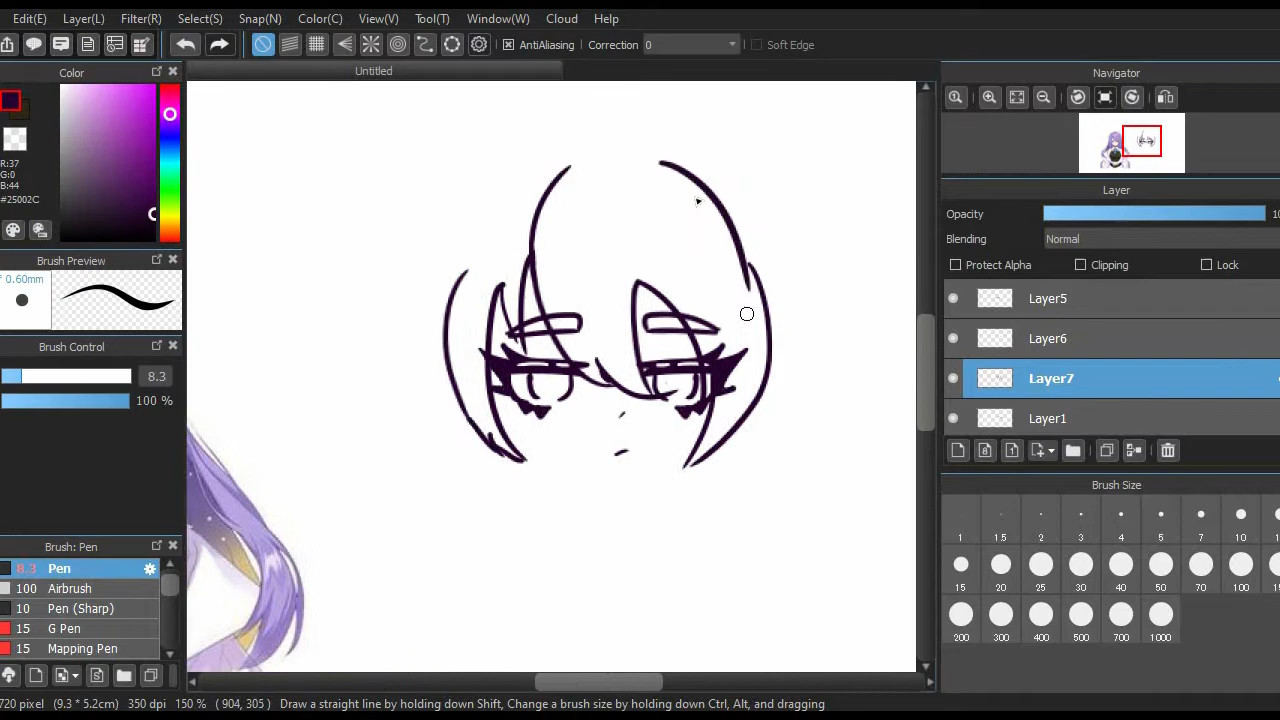 Edit(E) Layer(L) Filter(R) Select(S) Snap(N) Color(C) View(V) Tool(T) Window(W) Cloud Help
AntiAliasing Correction 0 Soft Edge
Color
Untitled
Navigator
R:37
G:0
B:44
#25002C
Layer
Opacity
Blending Normal
Protect Alpha Clipping Lock
Brush Preview
0.60mm
Layer5
Layer6
Layer7
Layer1
Brush Control
8.3
100 %
Brush Size
1 1.5 2 3 4 5 7 10
15 20 25 30 40 50 70 100
200 300 400 500 700 1000
Brush: Pen
8.3 Pen
100 Airbrush
10 Pen (Sharp)
15 G Pen
15 Mapping Pen
720 pixel (9.3 * 5.2cm) 350 dpi 150 % ( 904, 305 ) Draw a straight line by holding down Shift, Change a brush size by holding down Ctrl, Alt, and dragging